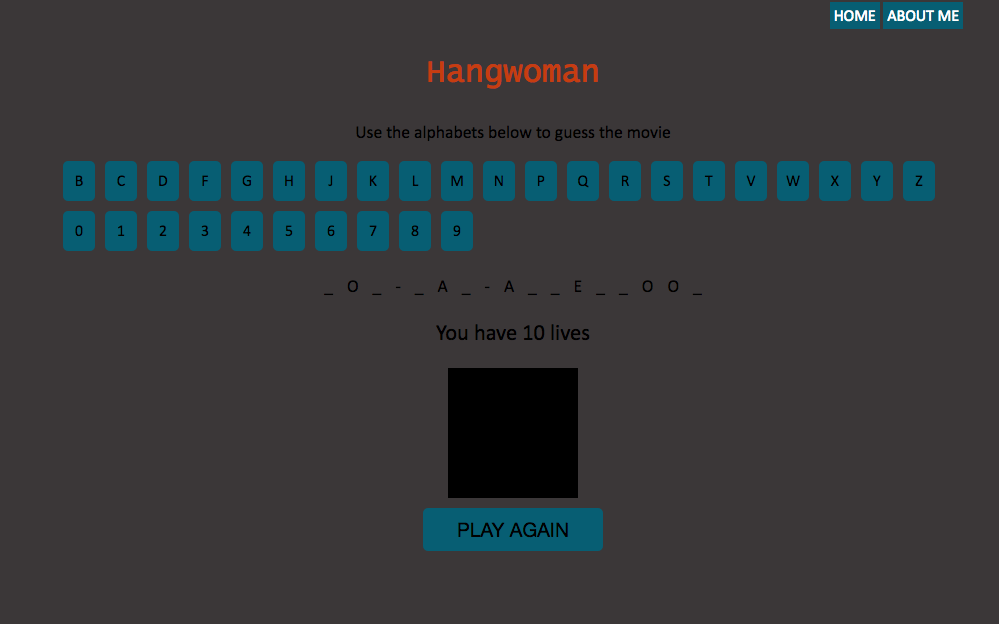 HOME ABOUT ME
Hangwoman
Use the alphabets below to guess the movie
B C D F G H J K L M N P Q R S T V W X Y Z
0 1 2 3 4 5 6 7 8 9
_ O _ - _ A _ - A _ _ E _ _ O O _
You have 10 lives
PLAY AGAIN